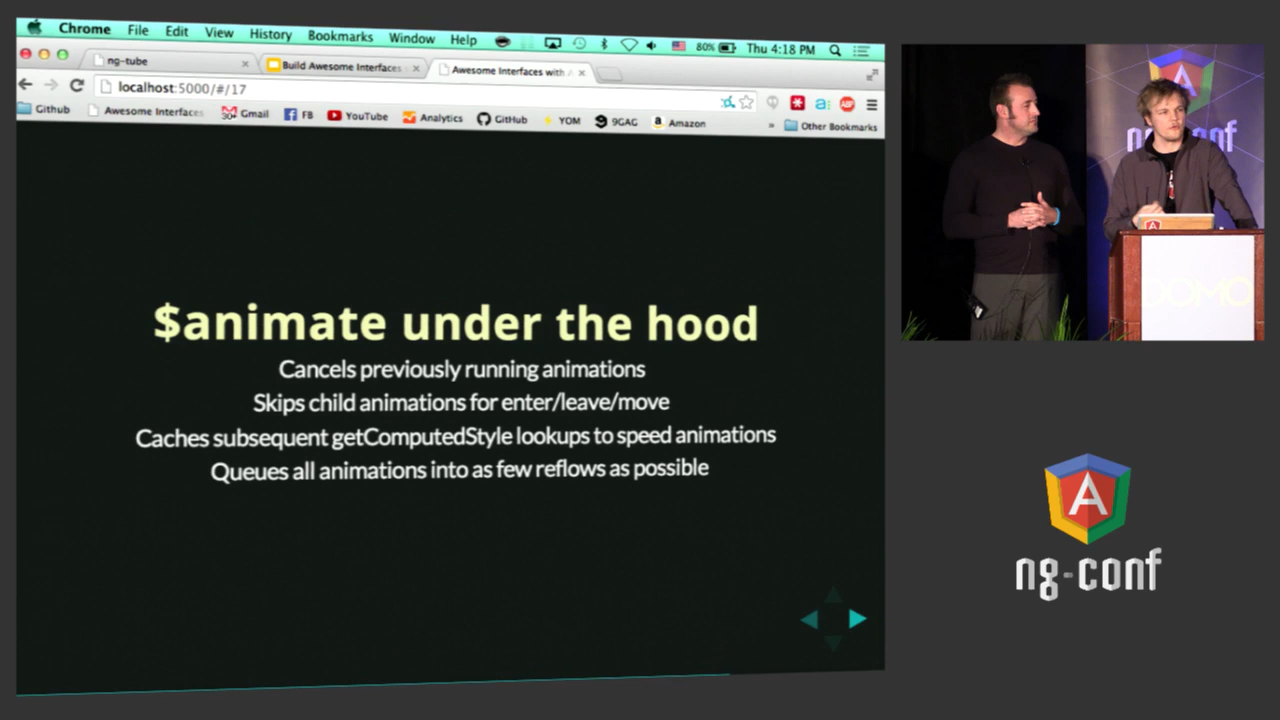 Chrome File Edit View History Bookmarks Window Help 80% Thu 4:18 PM
ng-tube Build Awesome Interfaces Awesome Interfaces with
localhost:5000/#/17
Github Awesome Interfaces Gmail FB YouTube Analytics GitHub YOM 9GAG Amazon » Other Bookmarks
$animate under the hood
Cancels previously running animations
Skips child animations for enter/leave/move
Caches subsequent getComputedStyle lookups to speed animations
Queues all animations into as few reflows as possible
ng-conf
DOMO
A
ng-conf